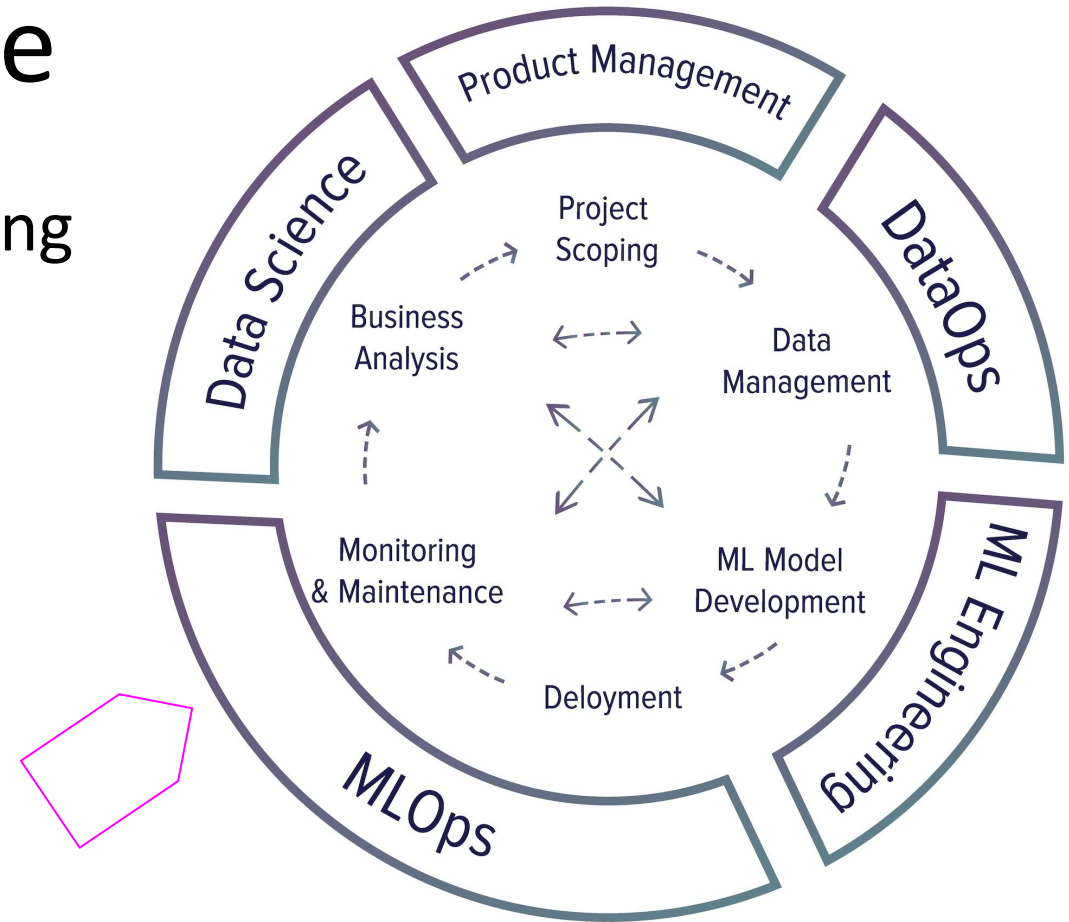 e
ng
Product Management
Data Science
DataOps
Project
Scoping
Business
Analysis
Data
Management
Monitoring
& Maintenance
ML Model
Development
Deloyment
ML Engineering
MLOps